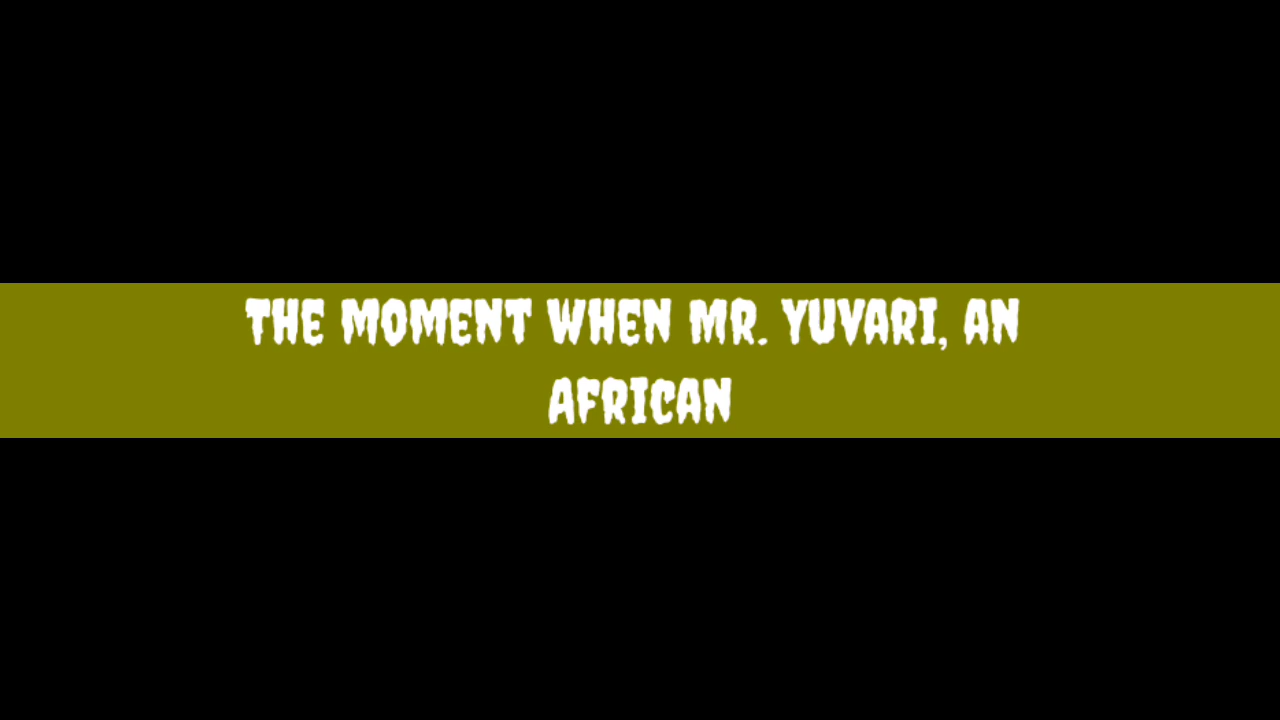 THE MOMENT WHEN MR. YUVARI, AN
AFRICAN